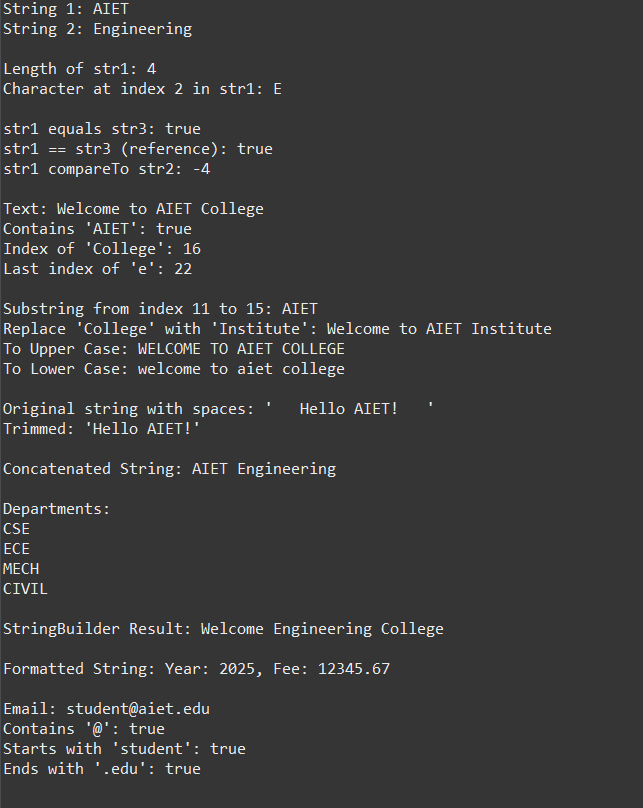 String 1: AIET
String 2: Engineering
Length of str1: 4
Character at index 2 in str1: E
str1 equals str3: true
str1 == str3 (reference): true
str1 compareTo str2: -4
Text: Welcome to AIET College
Contains 'AIET': true
Index of 'College': 16
Last index of 'e': 22
Substring from index 11 to 15: AIET
Replace 'College' with 'Institute': Welcome to AIET Institute
To Upper Case: WELCOME TO AIET COLLEGE
To Lower Case: welcome to aiet college
Original string with spaces: '   Hello AIET!   '
Trimmed: 'Hello AIET!'
Concatenated String: AIET Engineering
Departments:
CSE
ECE
MECH
CIVIL
StringBuilder Result: Welcome Engineering College
Formatted String: Year: 2025, Fee: 12345.67
Email: student@aiet.edu
Contains '@': true
Starts with 'student': true
Ends with '.edu': true